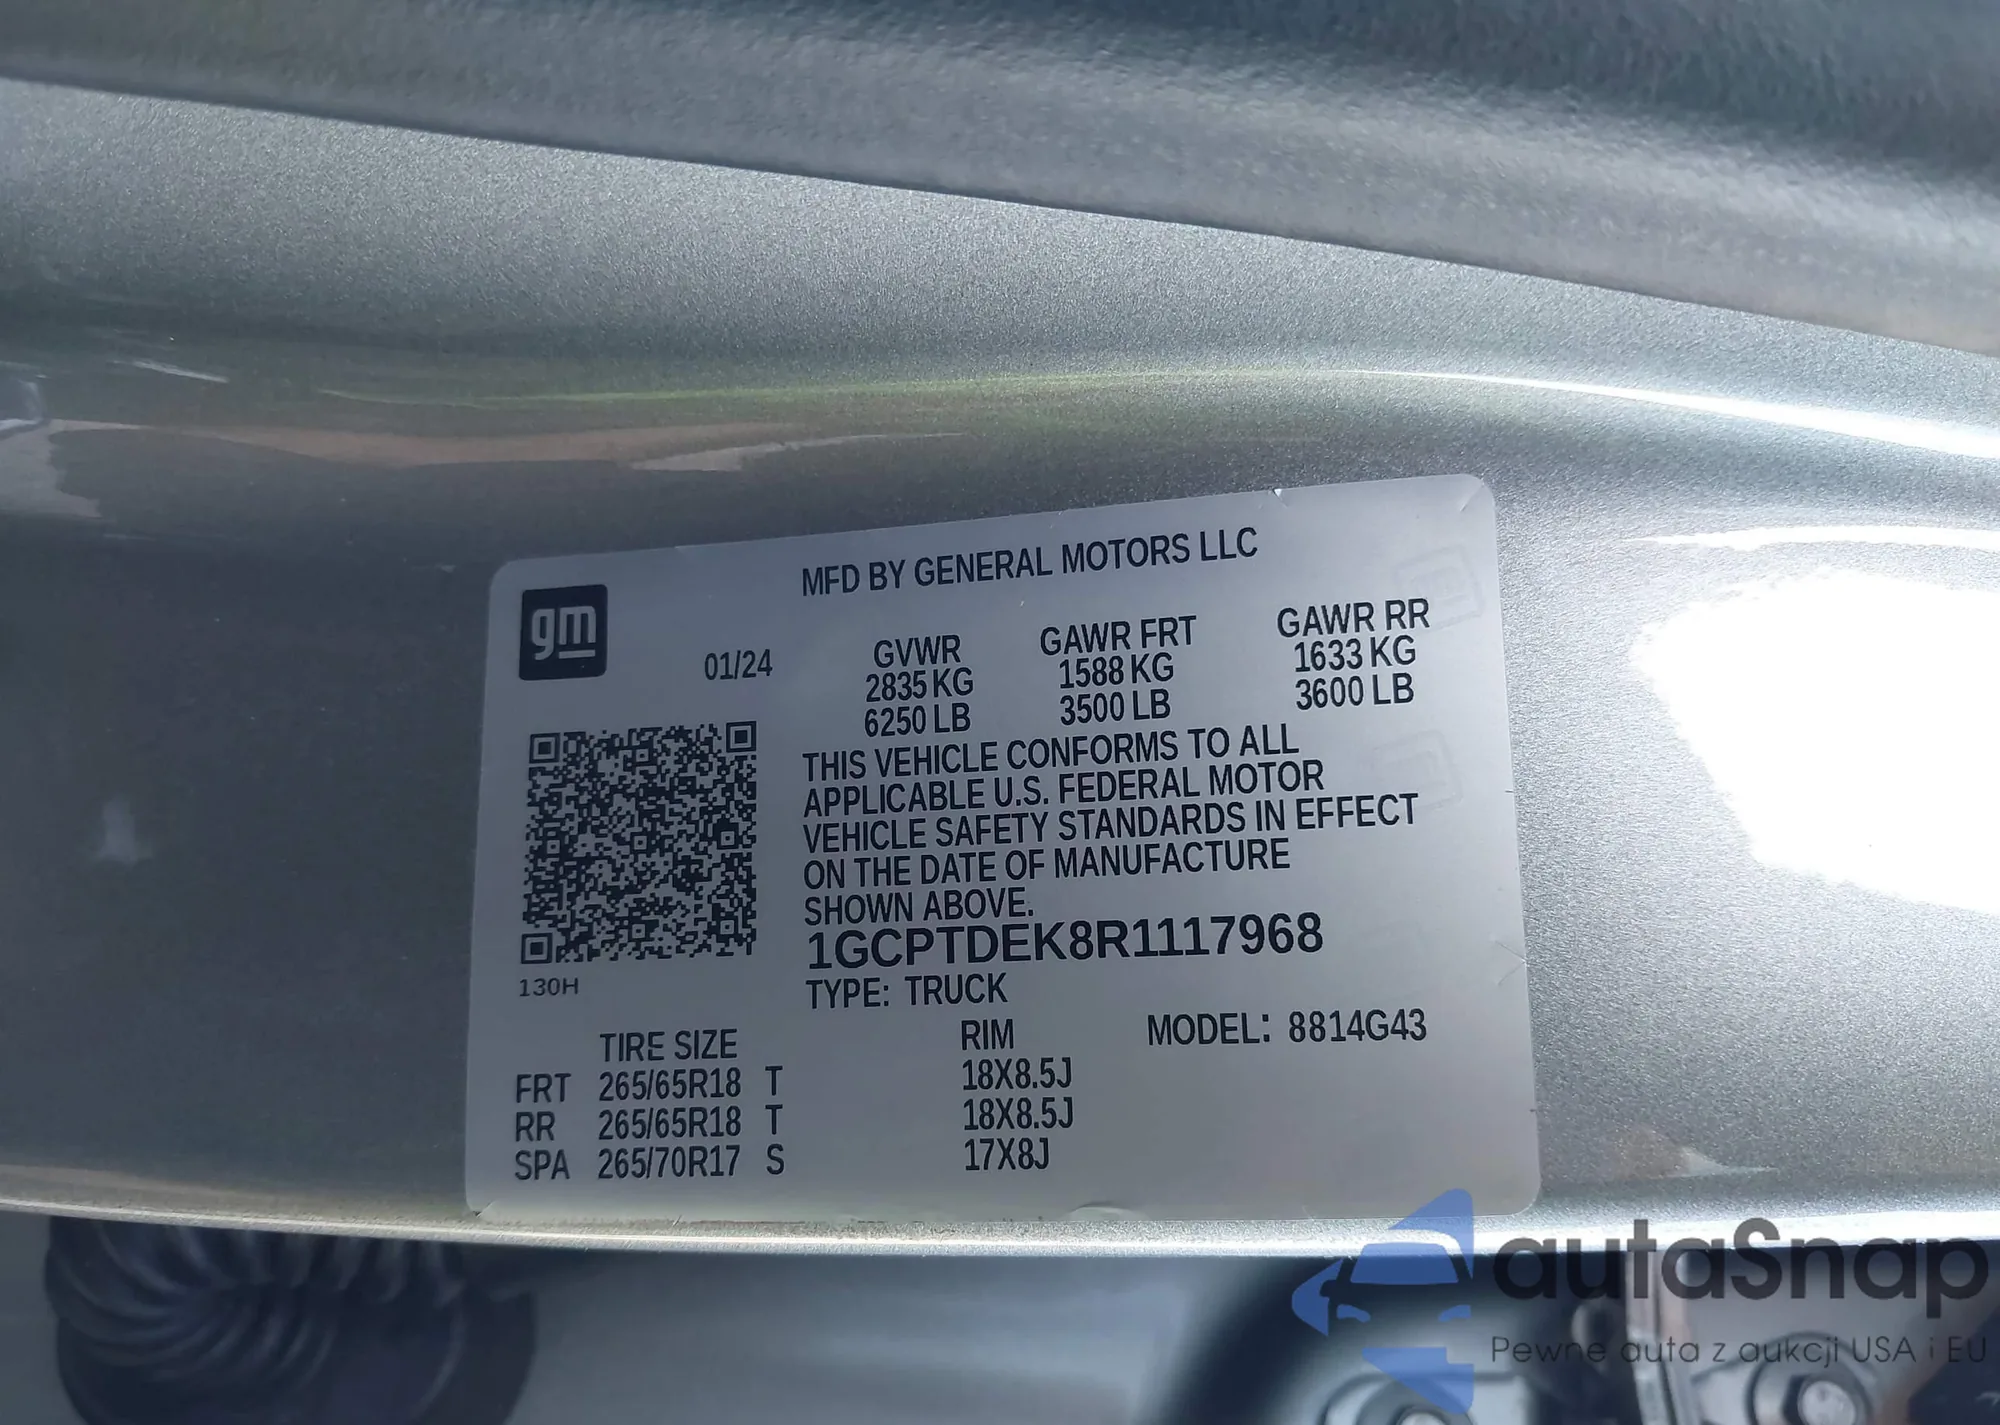 MFD BY GENERAL MOTORS LLC
gm
01/24
GVWR GAWR FRT GAWR RR
2835 KG 1588 KG 1633 KG
6250 LB 3500 LB 3600 LB
THIS VEHICLE CONFORMS TO ALL
APPLICABLE U.S. FEDERAL MOTOR
VEHICLE SAFETY STANDARDS IN EFFECT
ON THE DATE OF MANUFACTURE
SHOWN ABOVE.
1GCPTDEK8R1117968
130H
TYPE: TRUCK
TIRE SIZE RIM MODEL: 8814G43
FRT 265/65R18 T 18X8.5J
RR 265/65R18 T 18X8.5J
SPA 265/70R17 S 17X8J
autaSnap
Pewne auta z aukcji USA i EU